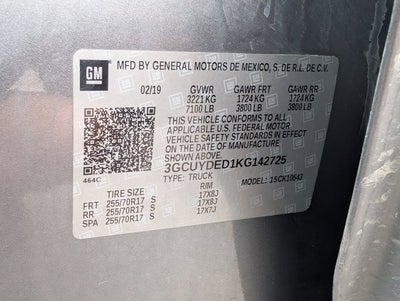 GM
MFD BY GENERAL MOTORS DE MEXICO, S. DE R.L. DE C.V.
02/19 GVWR GAWR FRT GAWR RR
3221 KG 1724 KG 1724 KG
7100 LB 3800 LB 3800 LB
THIS VEHICLE CONFORMS TO ALL
APPLICABLE U.S. FEDERAL MOTOR
VEHICLE SAFETY STANDARDS IN
EFFECT ON THE DATE OF
MANUFACTURE SHOWN ABOVE.
3GCUYDED1KG142725
464C TYPE: TRUCK MODEL: 15CK10543
TIRE SIZE RIM
FRT 255/70R17 S 17X8J
RR 255/70R17 S 17X8J
SPA 255/70R17 S 17X7J